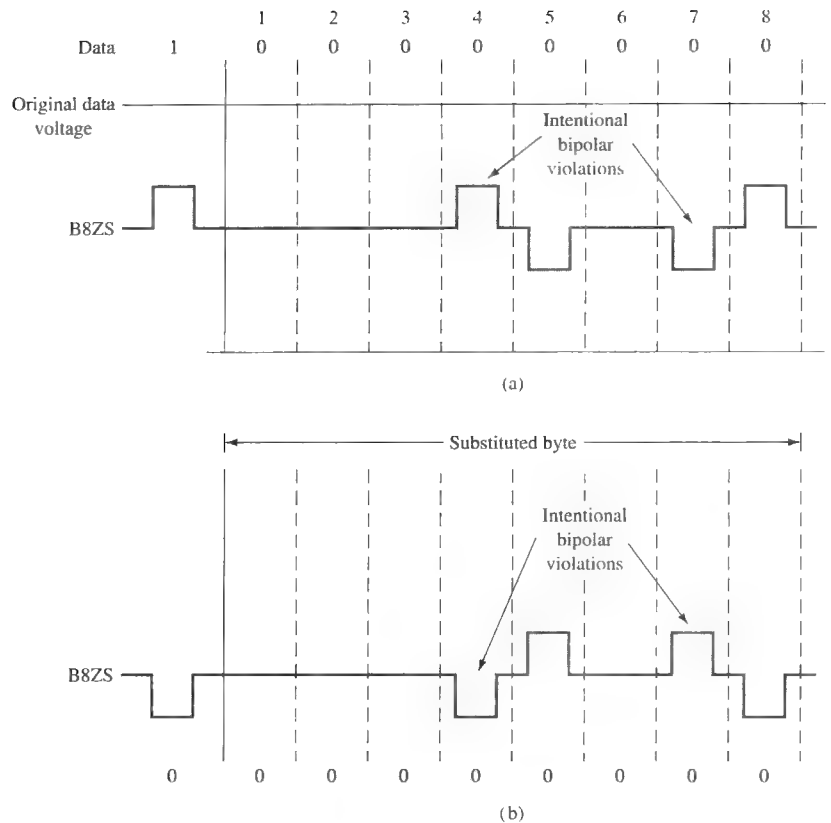 1 2 3 4 5 6 7 8
Data 1 0 0 0 0 0 0 0 0
Original data
voltage
Intentional
bipolar
violations
B8ZS
(a)
Substituted byte
Intentional
bipolar
violations
B8ZS
0 0 0 0 0 0 0 0 0
(b)